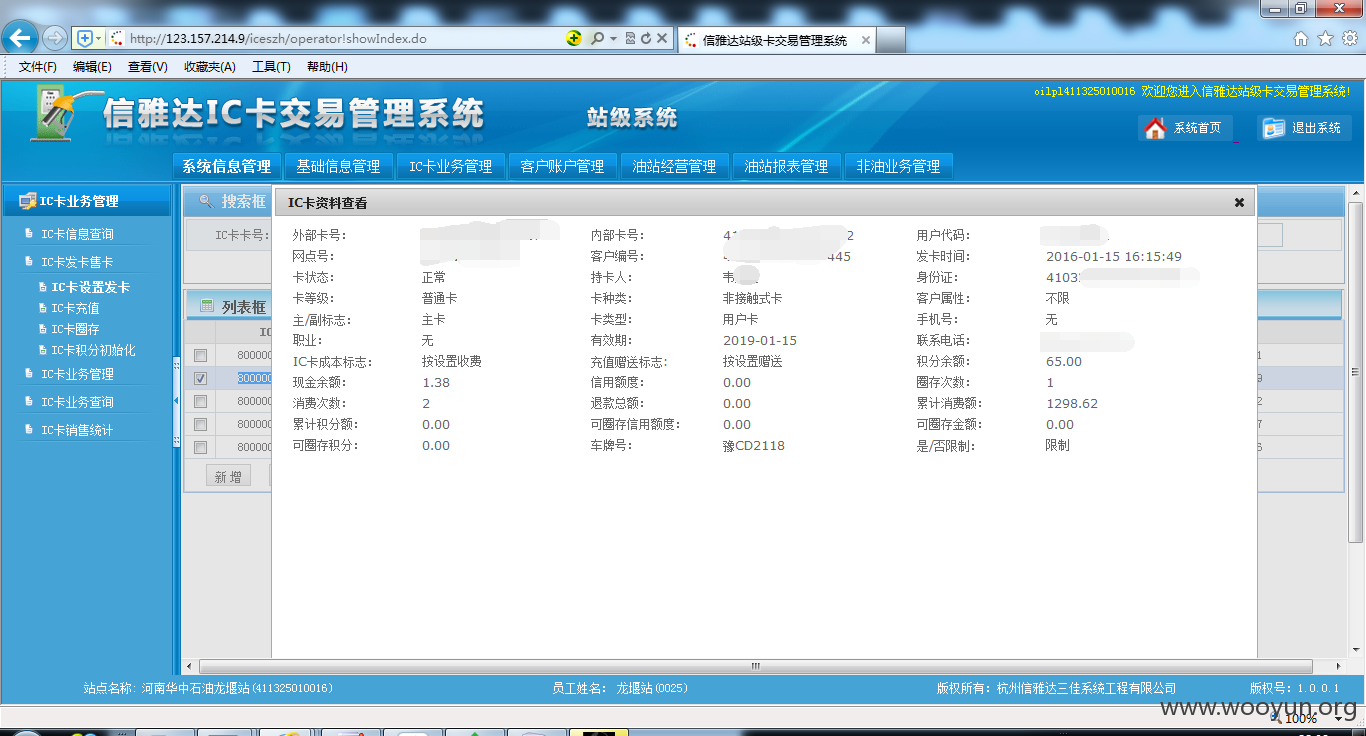 http://123.157.214.9/iceszh/operator!showIndex.do
信雅达站级卡交易管理系统
文件(F) 编辑(E) 查看(V) 收藏夹(A) 工具(T) 帮助(H)
oilpl411325010016 欢迎您进入信雅达站级卡交易管理系统!
信雅达IC卡交易管理系统
站级系统
系统首页 退出系统
系统信息管理 基础信息管理 IC卡业务管理 客户账户管理 油站经营管理 油站报表管理 非油业务管理
IC卡业务管理
IC卡信息查询
IC卡发卡售卡
IC卡设置发卡
IC卡充值
IC卡圈存
IC卡积分初始化
IC卡业务管理
IC卡业务查询
IC卡销售统计
搜索框
IC卡卡号:
列表框
IC
800000
800000
800000
800000
800000
新增
IC卡资料查看
外部卡号: 内部卡号: 41 2 用户代码:
网点号: 客户编号: 445 发卡时间: 2016-01-15 16:15:49
卡状态: 正常 持卡人: 韦 身份证: 4103
卡等级: 普通卡 卡种类: 非接触式卡 客户属性: 不限
主/副标志: 主卡 卡类型: 用户卡 手机号: 无
职业: 无 有效期: 2019-01-15 联系电话:
IC卡成本标志: 按设置收费 充值赠送标志: 按设置赠送 积分余额: 65.00
现金余额: 1.38 信用额度: 0.00 圈存次数: 1
消费次数: 2 退款总额: 0.00 累计消费额: 1298.62
累计积分额: 0.00 可圈存信用额度: 0.00 可圈存金额: 0.00
可圈存积分: 0.00 车牌号: 豫CD2118 是/否限制: 限制
站点名称: 河南华中石油龙堰站(411325010016) 员工姓名: 龙堰站(0025) 版权所有: 杭州信雅达三佳系统工程有限公司 版权号: 1.0.0.1
www.wooyun.org
100%